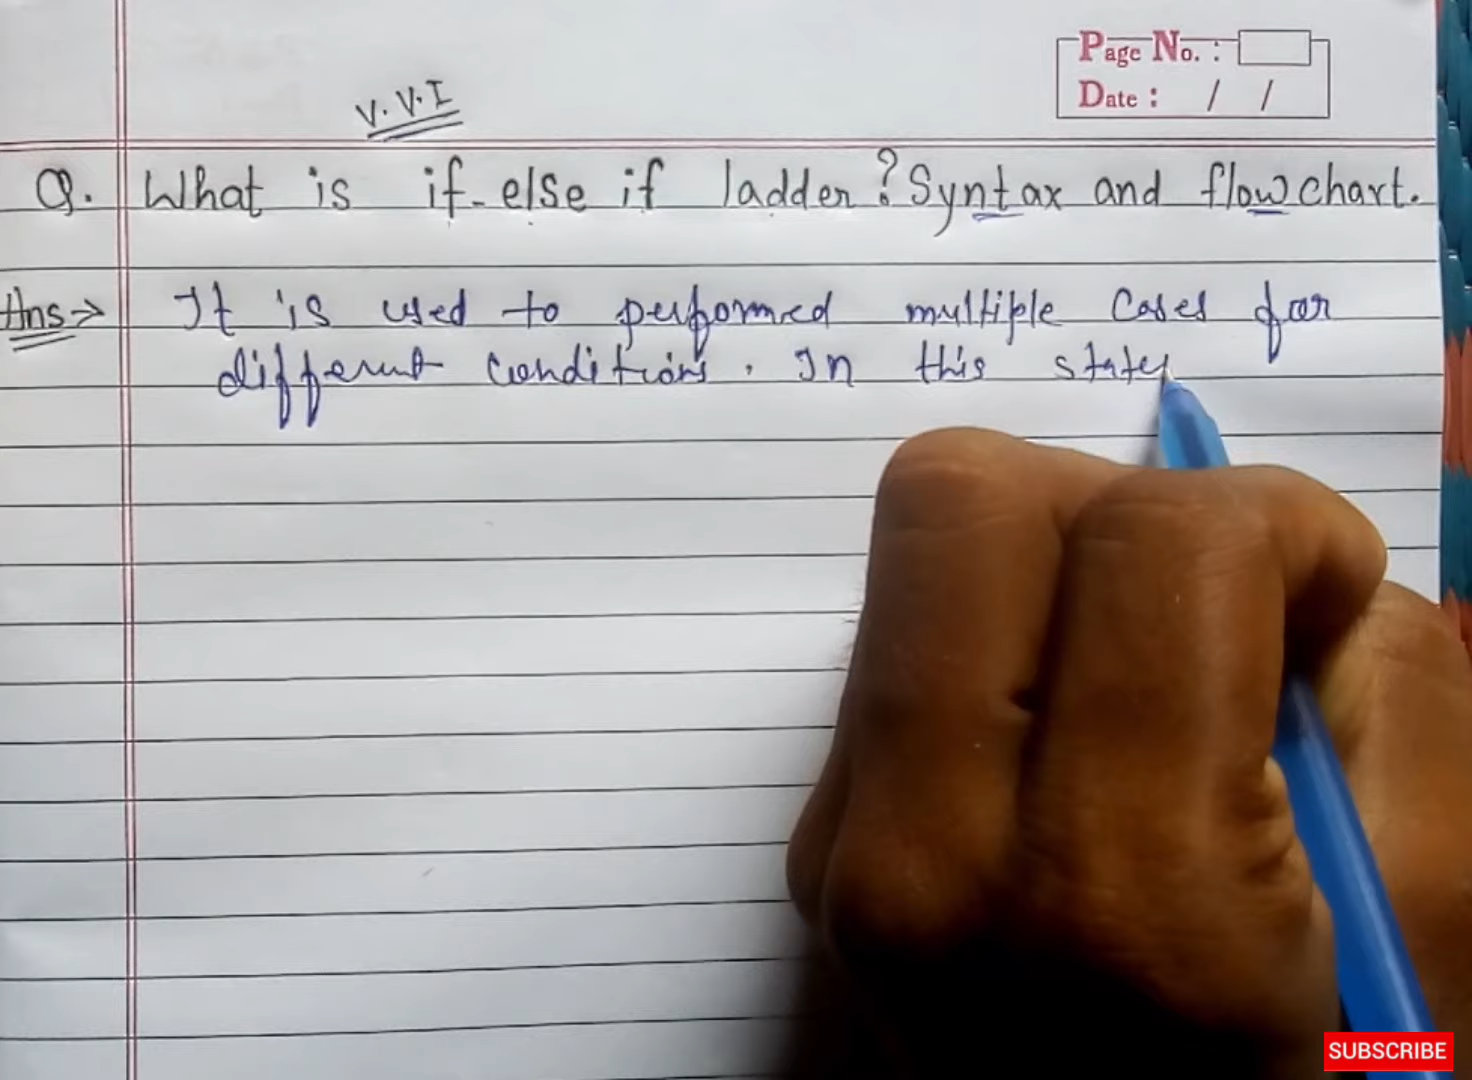 Page No. :
Date : / /
V.V.I
Q. What is if-else if ladder? Syntax and flowchart.
Ans→ It is used to performed multiple cases for
different conditions. In this state
SUBSCRIBE